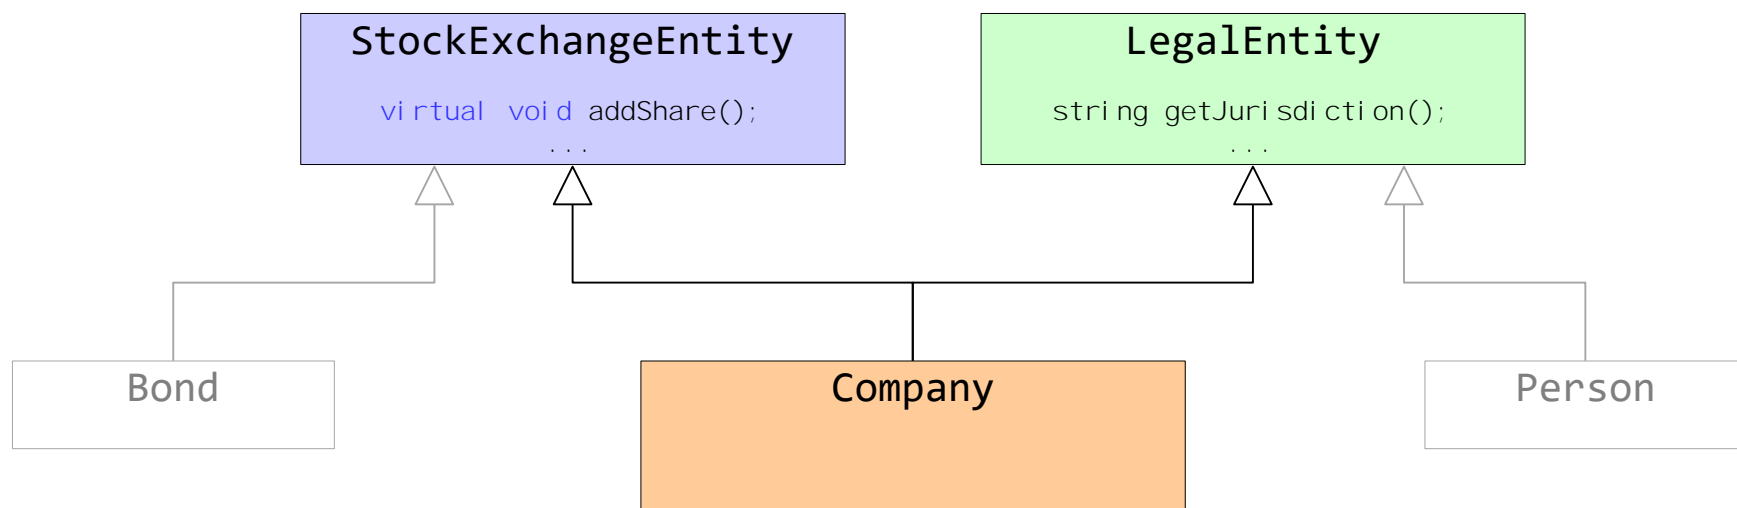 StockExchangeEntity
virtual void addShare();
...
LegalEntity
string getJurisdiction();
...
Bond
Company
Person